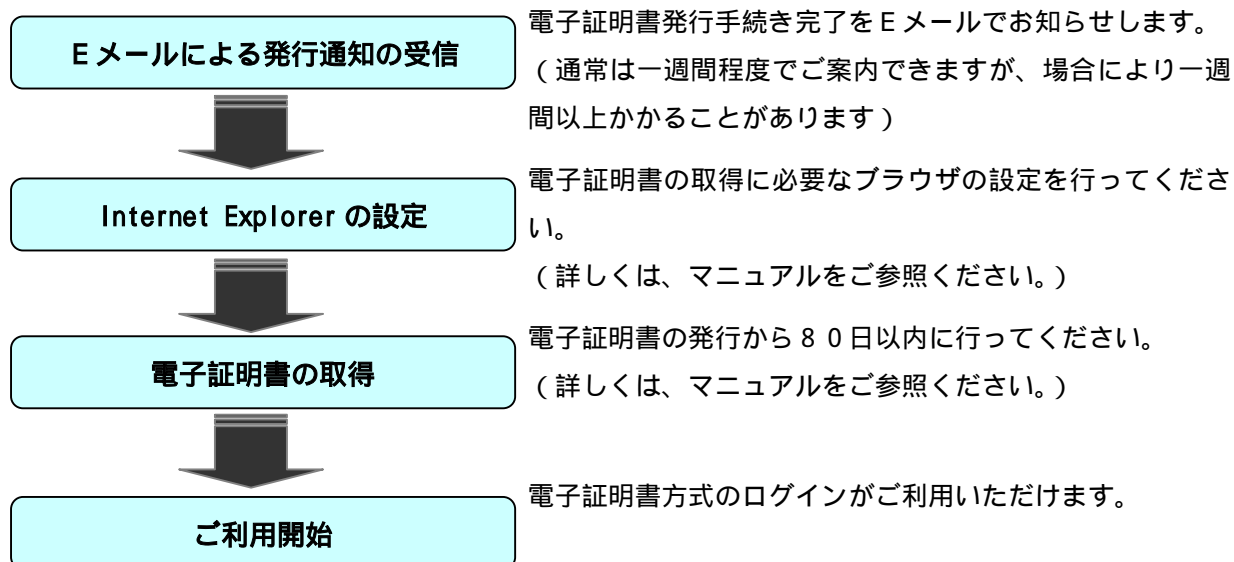 Eメールによる発行通知の受信
電子証明書発行手続き完了をEメールでお知らせします。
(通常は一週間程度でご案内できますが、場合により一週
間以上かかることがあります)
Internet Explorer の設定
電子証明書の取得に必要なブラウザの設定を行ってくださ
い。
(詳しくは、マニュアルをご参照ください。)
電子証明書の取得
電子証明書の発行から80日以内に行ってください。
(詳しくは、マニュアルをご参照ください。)
ご利用開始
電子証明書方式のログインがご利用いただけます。